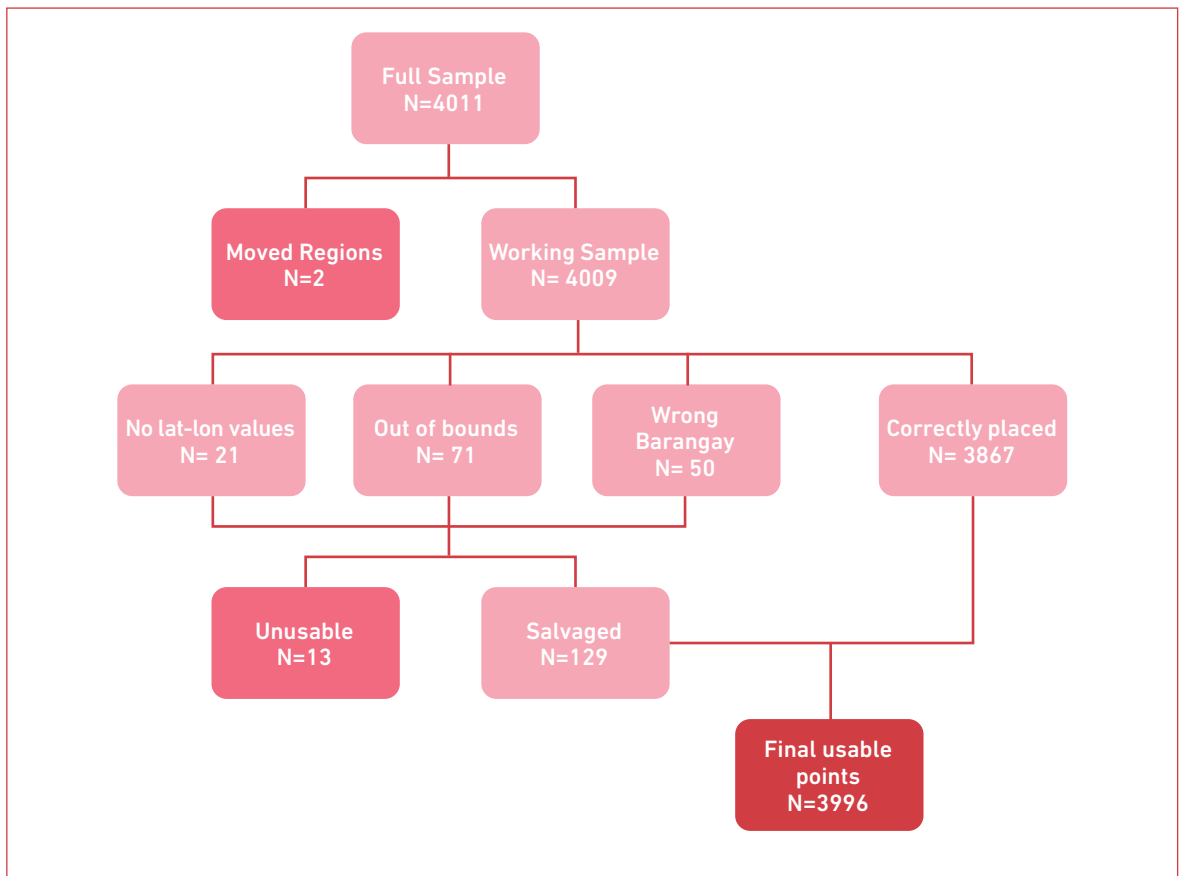 Full Sample
N=4011
Moved Regions
N=2
Working Sample
N= 4009
No lat-lon values
N= 21
Out of bounds
N= 71
Wrong
Barangay
N= 50
Correctly placed
N= 3867
Unusable
N=13
Salvaged
N=129
Final usable
points
N=3996